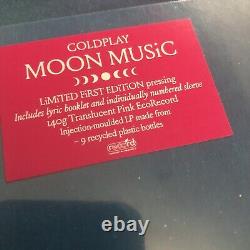 COLDPLAY
MOON MUSiC
LiMiTED FiRST EDiTiON pressing
Includes lyric booklets and individually numbered sleeve
140g Translucent Pink EcoRecord
Injection-moulded LP made from
~ 9 recycled plastic bottles